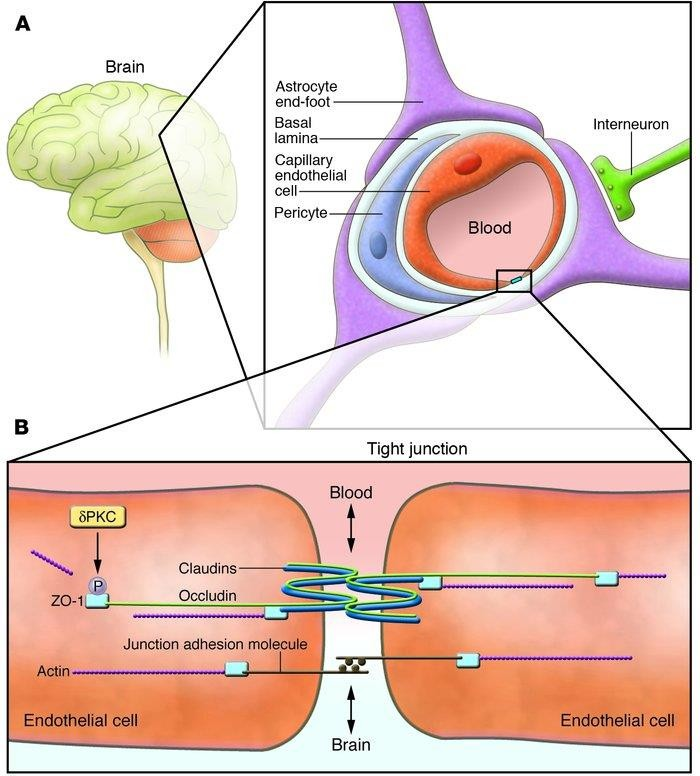 A
Brain
Astrocyte
end-foot
Basal
lamina
Capillary
endothelial
cell
Pericyte
Interneuron
Blood
B
Tight junction
Blood
δPKC
Claudins
P
ZO-1
Occludin
Junction adhesion molecule
Actin
Endothelial cell
Endothelial cell
Brain